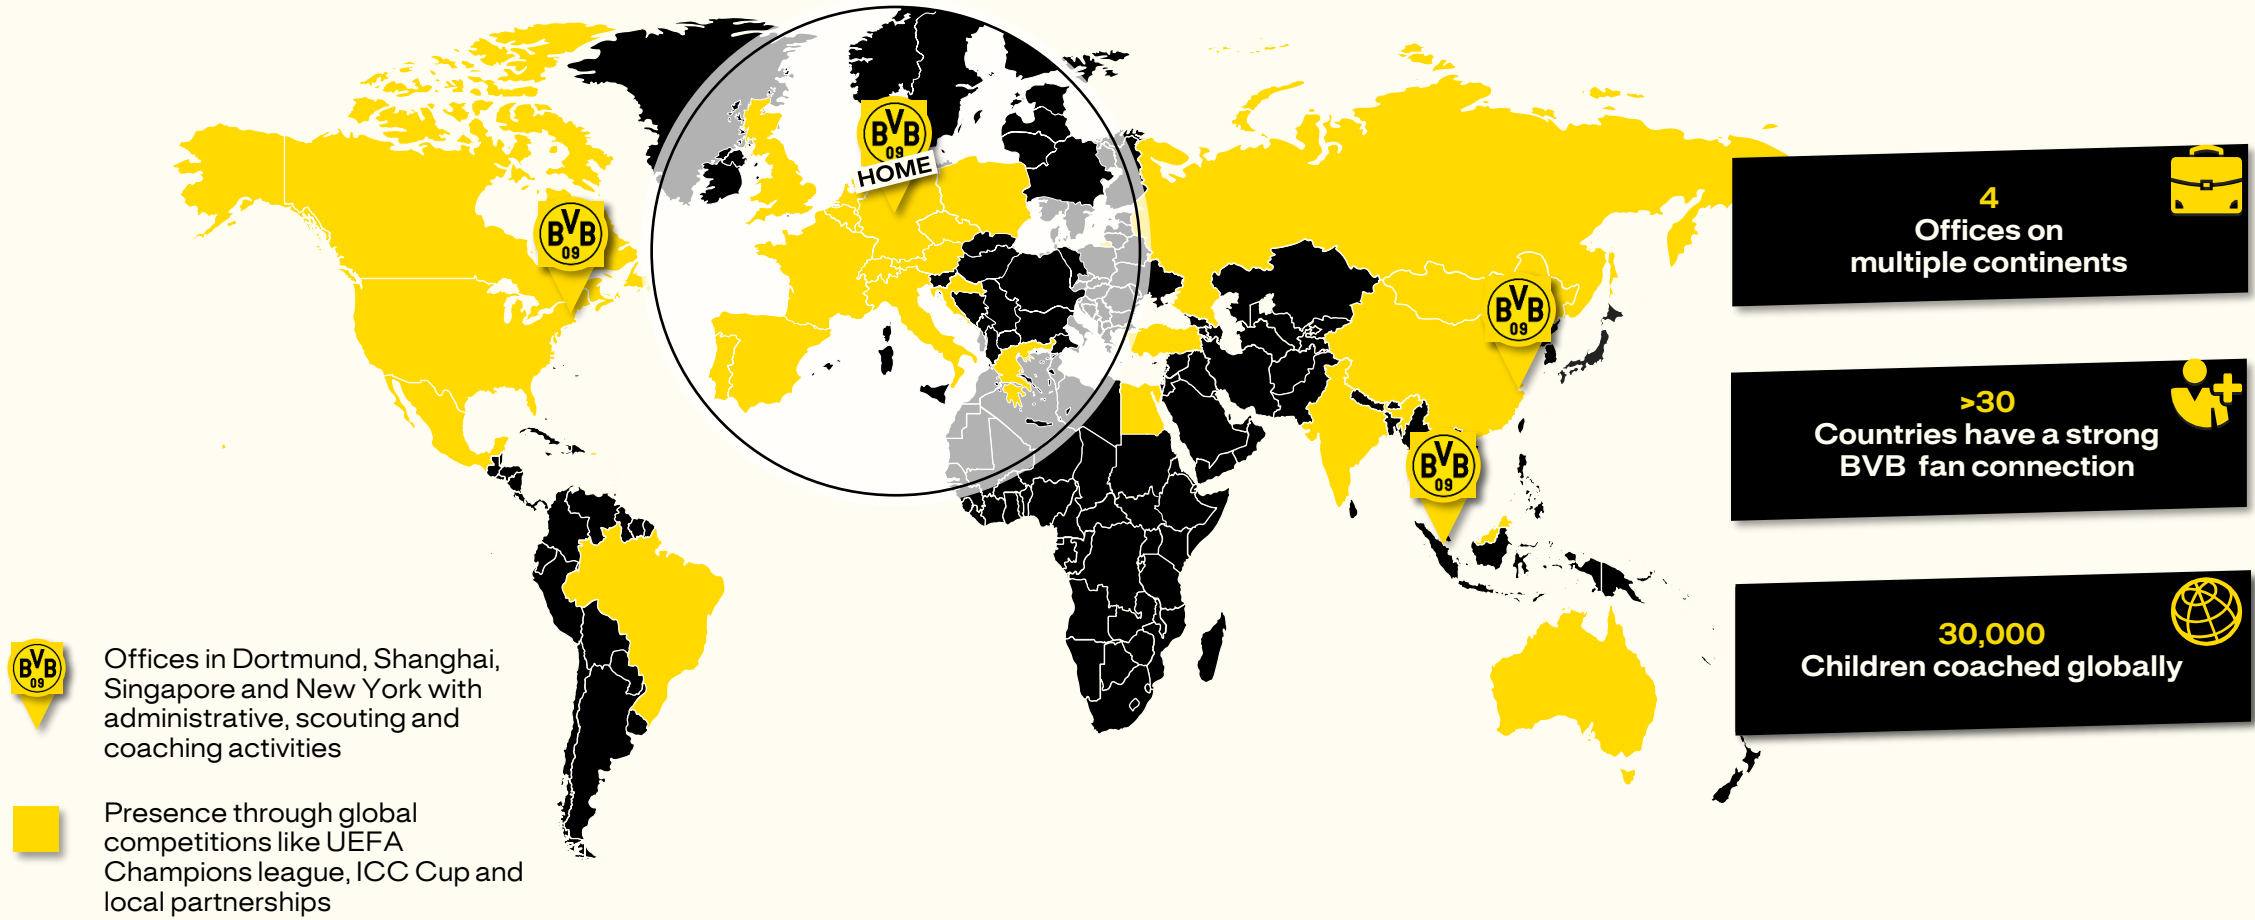 BVB
09
HOME
BVB
09
BVB
09
BVB
09
4
Offices on
multiple continents
>30
Countries have a strong
BVB fan connection
30,000
Children coached globally
BVB
09
Offices in Dortmund, Shanghai,
Singapore and New York with
administrative, scouting and
coaching activities
Presence through global
competitions like UEFA
Champions league, ICC Cup and
local partnerships